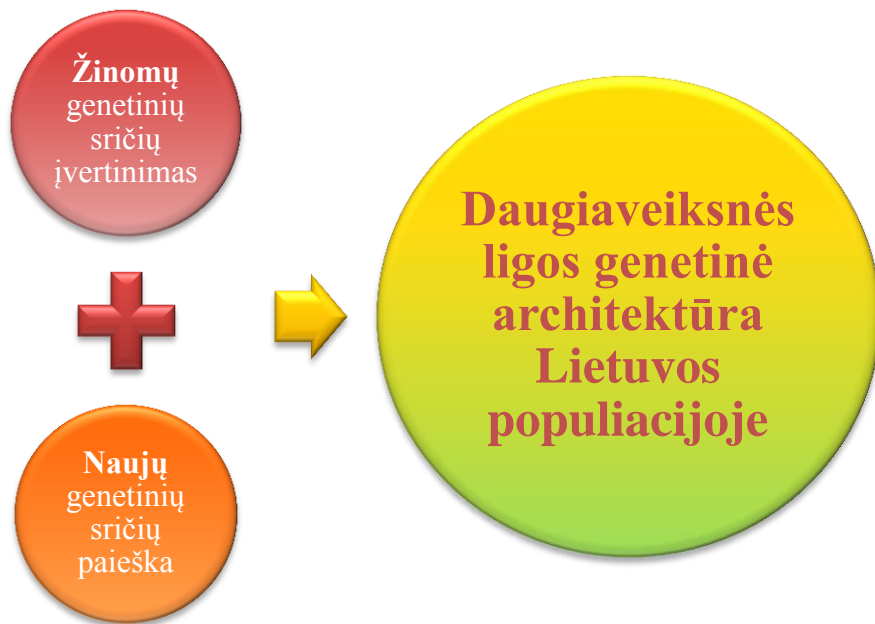 Žinomų
genetinių
sričių
įvertinimas
Naujų
genetinių
sričių
paieška
Daugiaveiksnės
ligos genetinė
architektūra
Lietuvos
populiacijoje